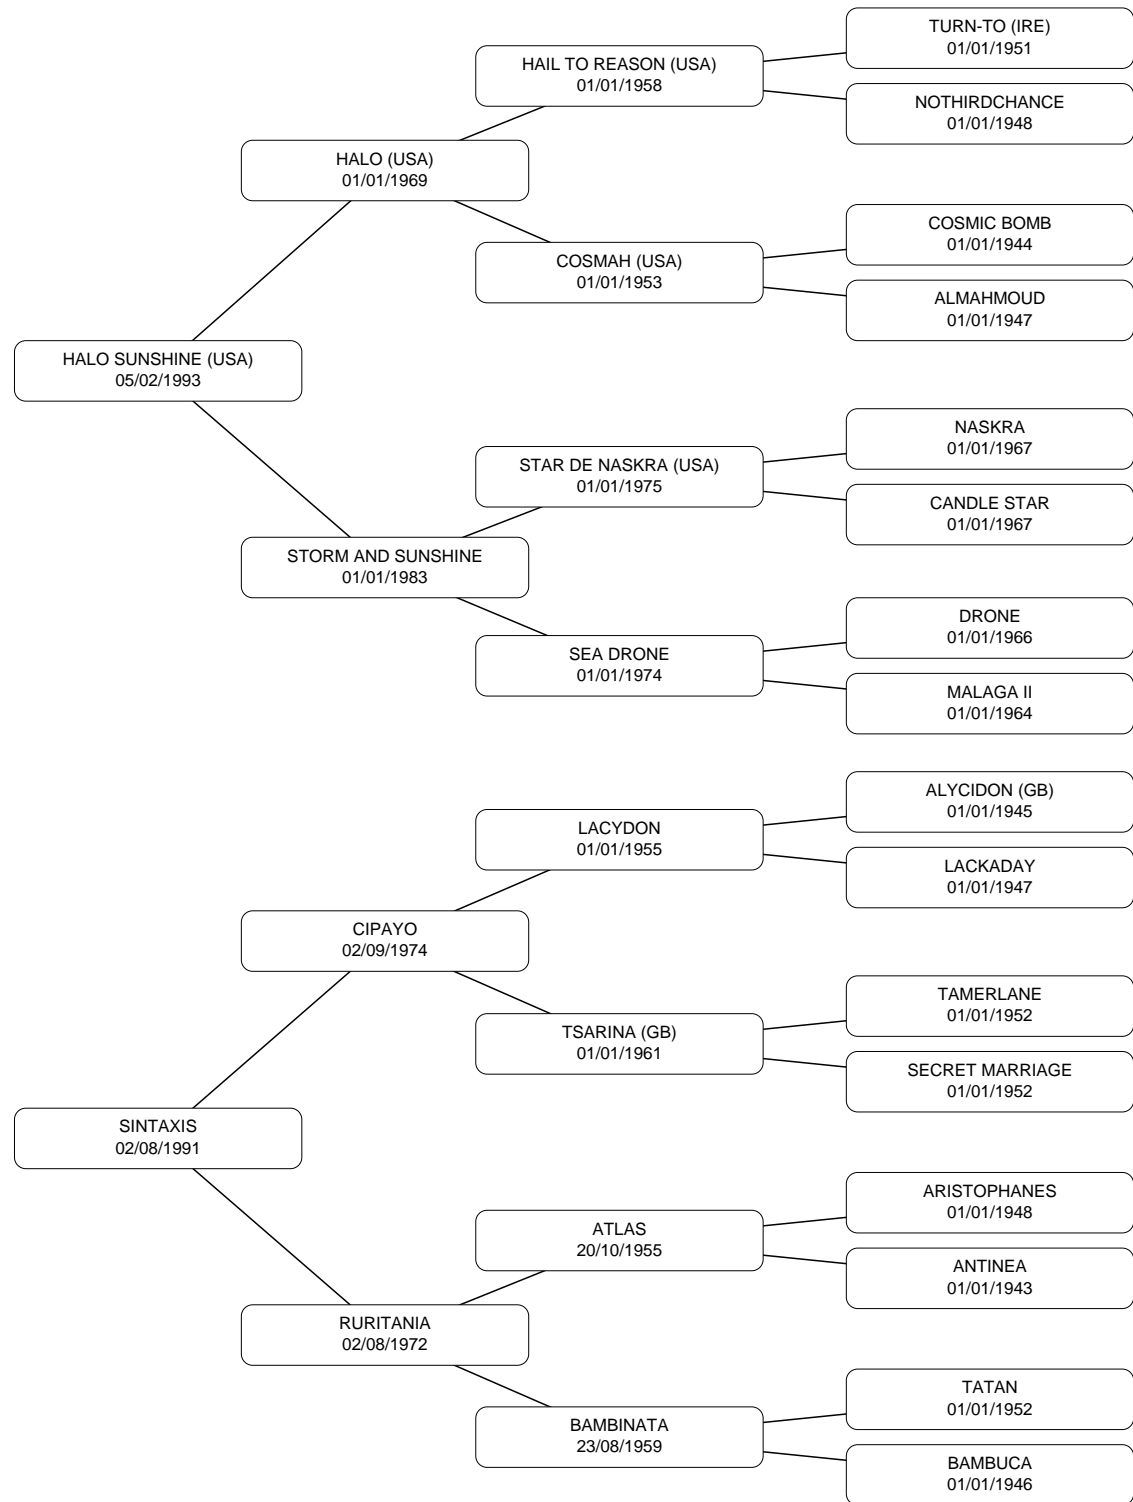 TURN-TO (IRE)
01/01/1951
HAIL TO REASON (USA)
01/01/1958
NOTHIRDCHANCE
01/01/1948
HALO (USA)
01/01/1969
COSMIC BOMB
01/01/1944
COSMAH (USA)
01/01/1953
ALMAHMOUD
01/01/1947
HALO SUNSHINE (USA)
05/02/1993
NASKRA
01/01/1967
STAR DE NASKRA (USA)
01/01/1975
CANDLE STAR
01/01/1967
STORM AND SUNSHINE
01/01/1983
DRONE
01/01/1966
SEA DRONE
01/01/1974
MALAGA II
01/01/1964
ALYCIDON (GB)
01/01/1945
LACYDON
01/01/1955
LACKADAY
01/01/1947
CIPAYO
02/09/1974
TAMERLANE
01/01/1952
TSARINA (GB)
01/01/1961
SECRET MARRIAGE
01/01/1952
SINTAXIS
02/08/1991
ARISTOPHANES
01/01/1948
ATLAS
20/10/1955
ANTINEA
01/01/1943
RURITANIA
02/08/1972
TATAN
01/01/1952
BAMBINATA
23/08/1959
BAMBUCA
01/01/1946